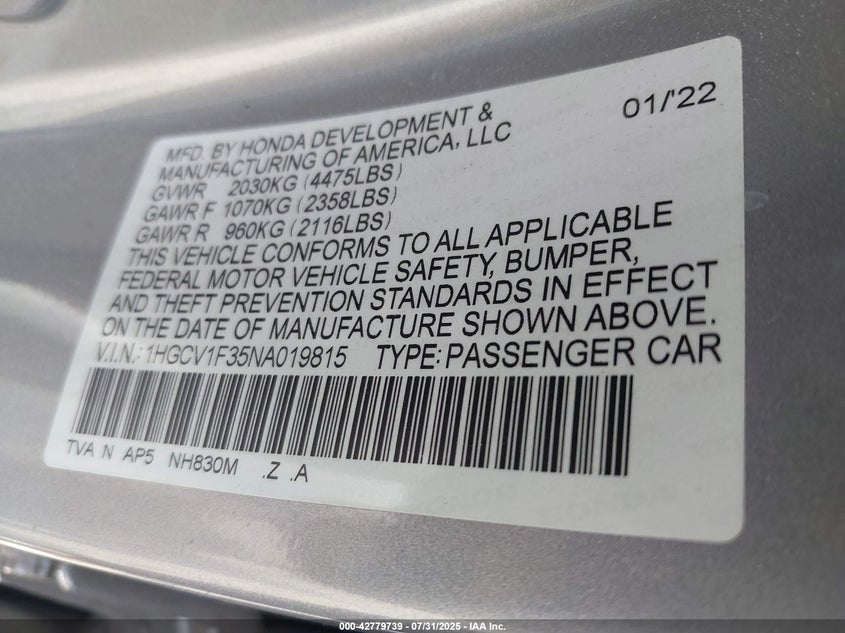 MFD. BY HONDA DEVELOPMENT & 01/'22
MANUFACTURING OF AMERICA, LLC
GVWR 2030KG (4475LBS)
GAWR F 1070KG (2358LBS)
GAWR R 960KG (2116LBS)
THIS VEHICLE CONFORMS TO ALL APPLICABLE
FEDERAL MOTOR VEHICLE SAFETY, BUMPER,
AND THEFT PREVENTION STANDARDS IN EFFECT
ON THE DATE OF MANUFACTURE SHOWN ABOVE.
V.I.N.: 1HGCV1F35NA019815 TYPE: PASSENGER CAR
TVA 1N AP5 NH830M .Z .A
000-42779739 - 07/31/2025 - IAA Inc.